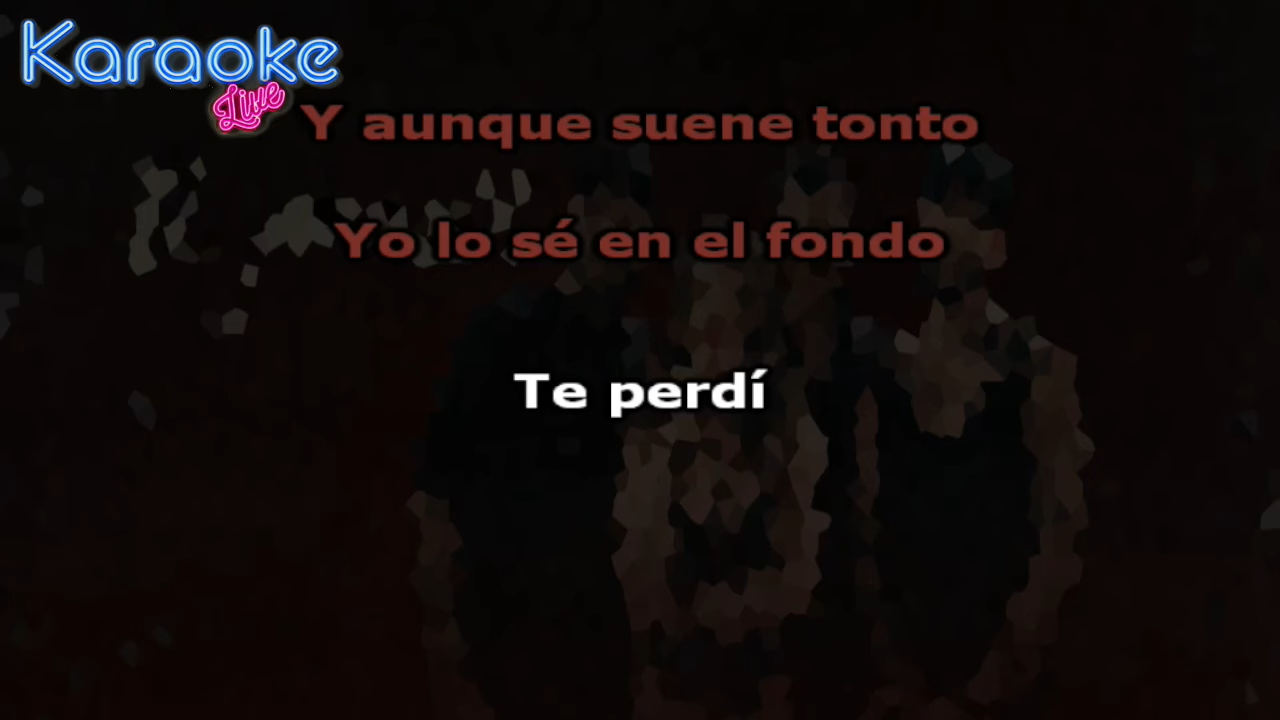 Karaoke
Live
Y aunque suene tonto
Yo lo sé en el fondo
Te perdí